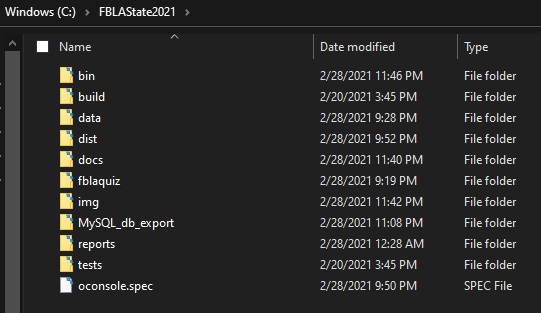 Windows (C:) > FBLAState2021 >
Name Date modified Type
bin 2/28/2021 11:46 PM File folder
build 2/20/2021 3:45 PM File folder
data 2/28/2021 9:28 PM File folder
dist 2/28/2021 9:52 PM File folder
docs 2/28/2021 11:40 PM File folder
fblaquiz 2/28/2021 9:19 PM File folder
img 2/28/2021 11:42 PM File folder
MySQL_db_export 2/28/2021 11:08 PM File folder
reports 2/28/2021 12:28 AM File folder
tests 2/20/2021 3:45 PM File folder
oconsole.spec 2/28/2021 9:50 PM SPEC File